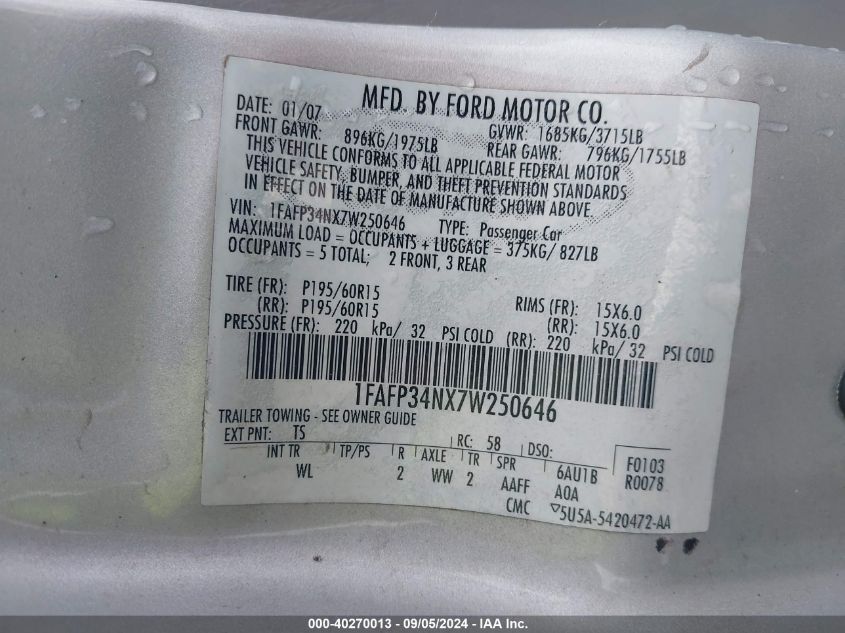 MFD. BY FORD MOTOR CO.
DATE: 01/07
GVWR: 1685KG/3715LB
FRONT GAWR: 896KG/1975LB
REAR GAWR: 796KG/1755LB
THIS VEHICLE CONFORMS TO ALL APPLICABLE FEDERAL MOTOR
VEHICLE SAFETY, BUMPER, AND THEFT PREVENTION STANDARDS
IN EFFECT ON THE DATE OF MANUFACTURE SHOWN ABOVE
VIN: 1FAFP34NX7W250646 TYPE: Passenger Car
MAXIMUM LOAD = OCCUPANTS + LUGGAGE = 375KG/ 827LB
OCCUPANTS = 5 TOTAL; 2 FRONT, 3 REAR
TIRE (FR): P195/60R15 RIMS (FR): 15X6.0
(RR): P195/60R15 (RR): 15X6.0
PRESSURE (FR): 220 kPa/ 32 PSI COLD (RR): 220 kPa/ 32 PSI COLD
1FAFP34NX7W250646
TRAILER TOWING - SEE OWNER GUIDE
EXT PNT: TS RC: 58 DSO: F0103
INT TR TP/PS R AXLE TR SPR 6AU1B R0078
WL 2 WW 2 AAFF AOA
CMC ▽5U5A-5420472-AA
000-40270013 - 09/05/2024 - IAA Inc.